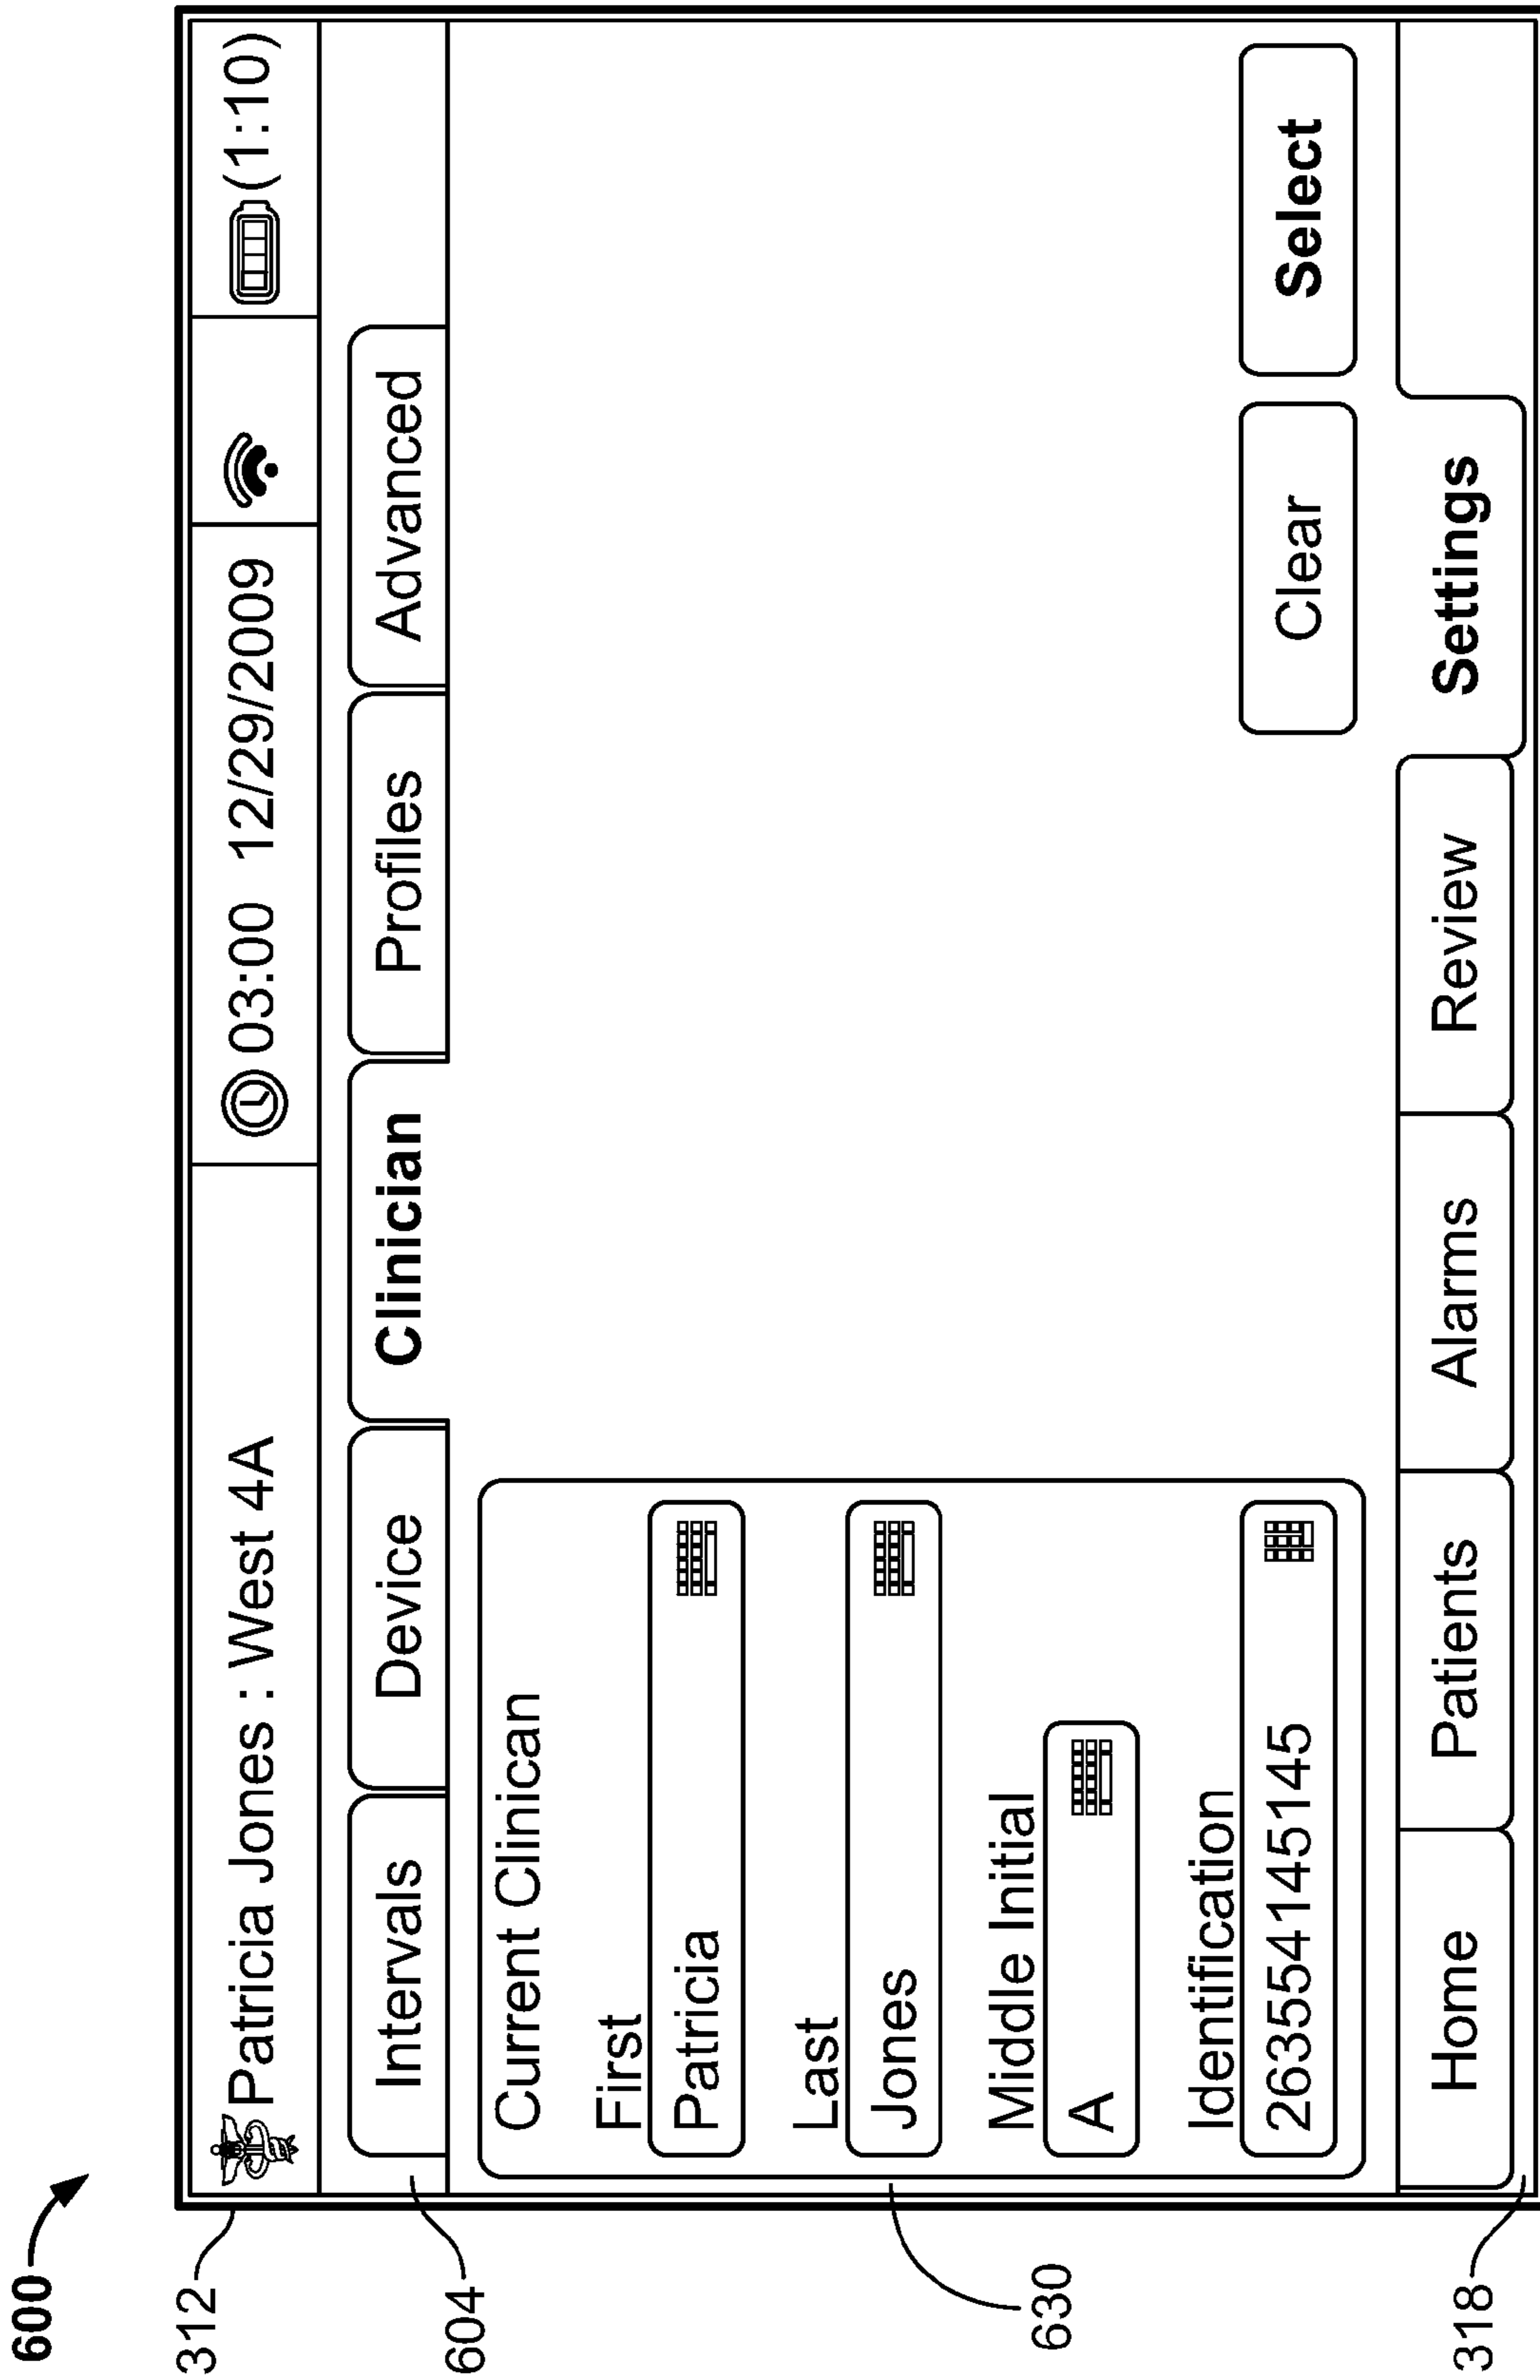 600
312
Patricia Jones : West 4A
03:00 12/29/2009
(1:10)
604
Intervals
Device
Clinician
Profiles
Advanced
Current Clinican
First
Patricia
Last
Jones
Middle Initial
A
Identification
263554145145
630
Clear
Select
318
Home
Patients
Alarms
Review
Settings